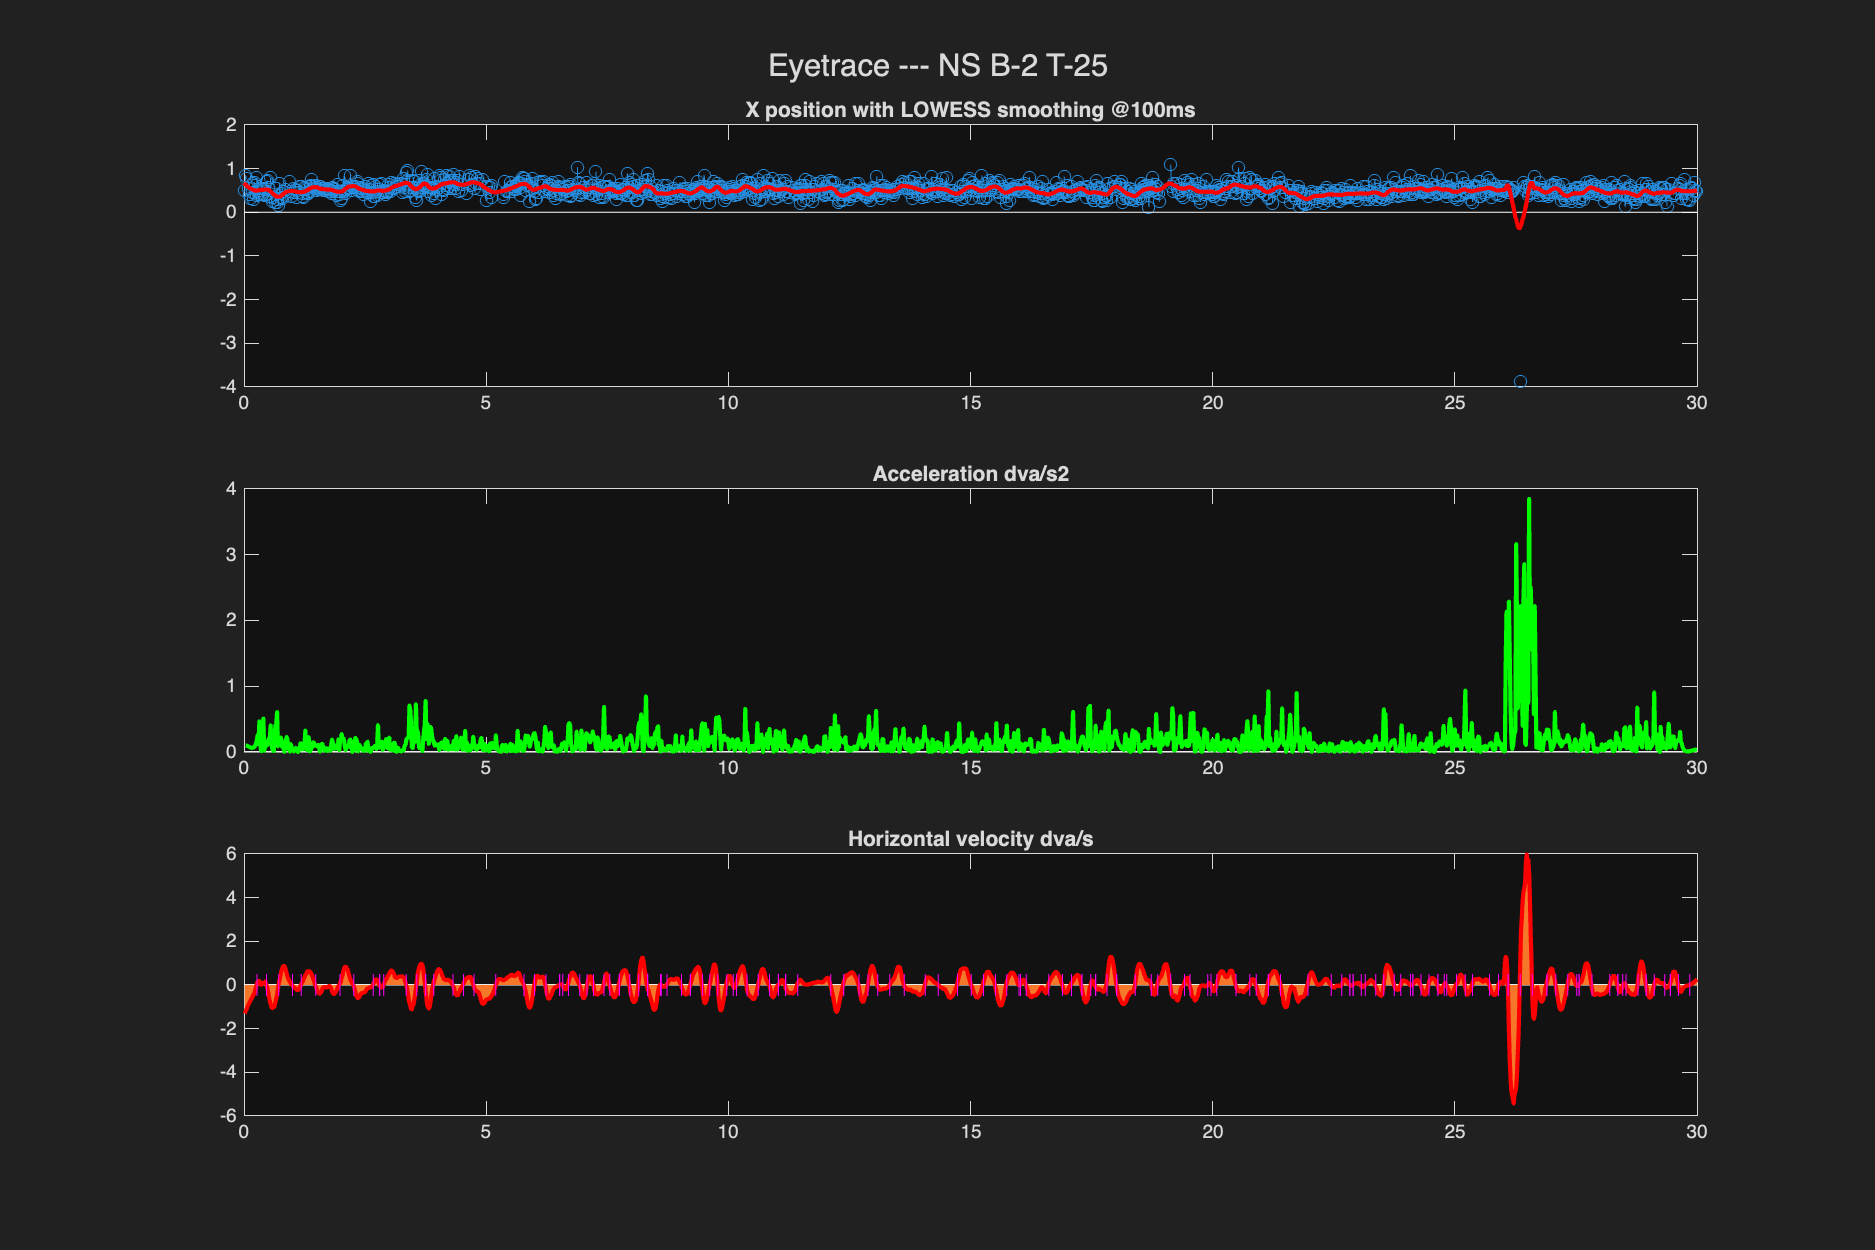 Eyetrace --- NS B-2 T-25
X position with LOWESS smoothing @100ms
2
1
0
-1
-2
-3
-4
0 5 10 15 20 25 30
Acceleration dva/s2
4
3
2
1
0
0 5 10 15 20 25 30
Horizontal velocity dva/s
6
4
2
0
-2
-4
-6
0 5 10 15 20 25 30